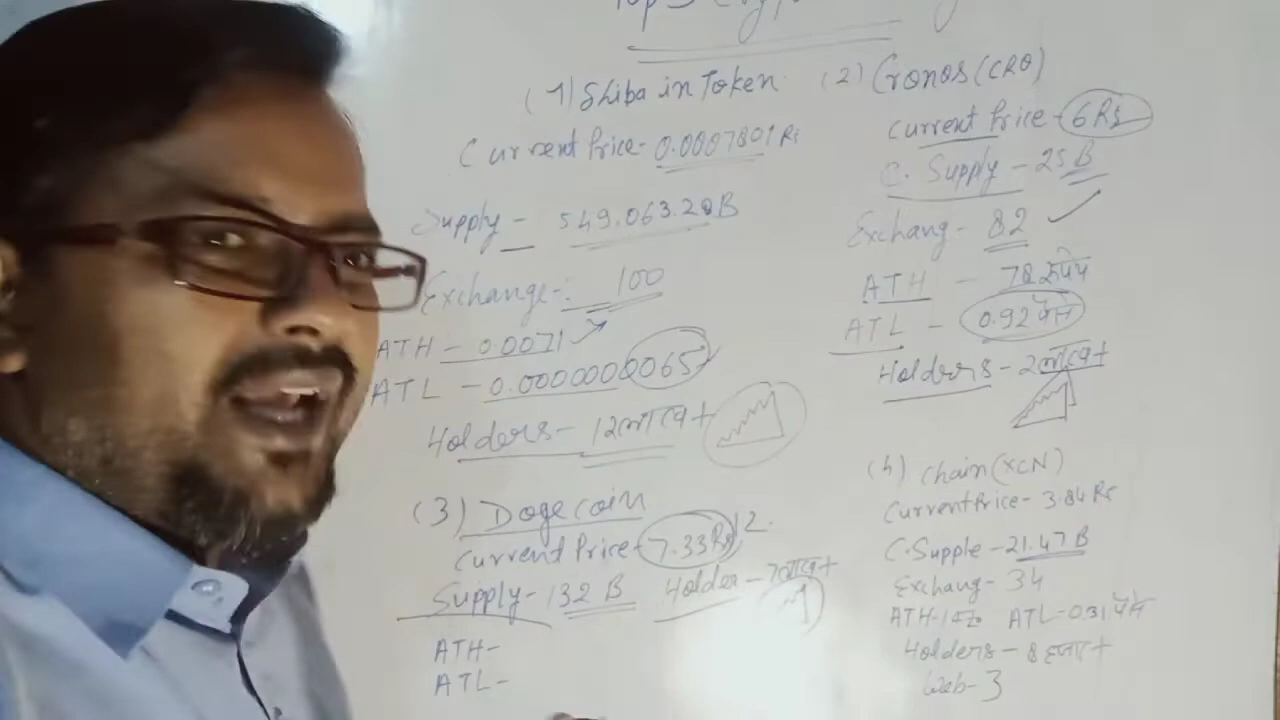 Top 5
(1) Shiba in Token
Current Price- 0.0007801 Rs
Supply - 549.063.20B
Exchange-: 100
ATH - 0.0071
ATL - 0.0000000065
Holders- 12लाख+
(2) Cronos (CRO)
Current Price - 6 Rs
C. Supply - 25 B
Exchang- 82
ATH - 78 रुपये
ATL - 0.92 पैसे
Holders - 2लाख+
(3) Dogecoin
Current Price- 7.33 Rs
Supply- 132 B Holder -
ATH-
ATL-
(4) Chain (XCN)
Current Price- 3.84 Rs
C.Supple - 21.47 B
Exchang- 34
ATH- ATL-0.31
Holders- 8 हजार+
Web- 3